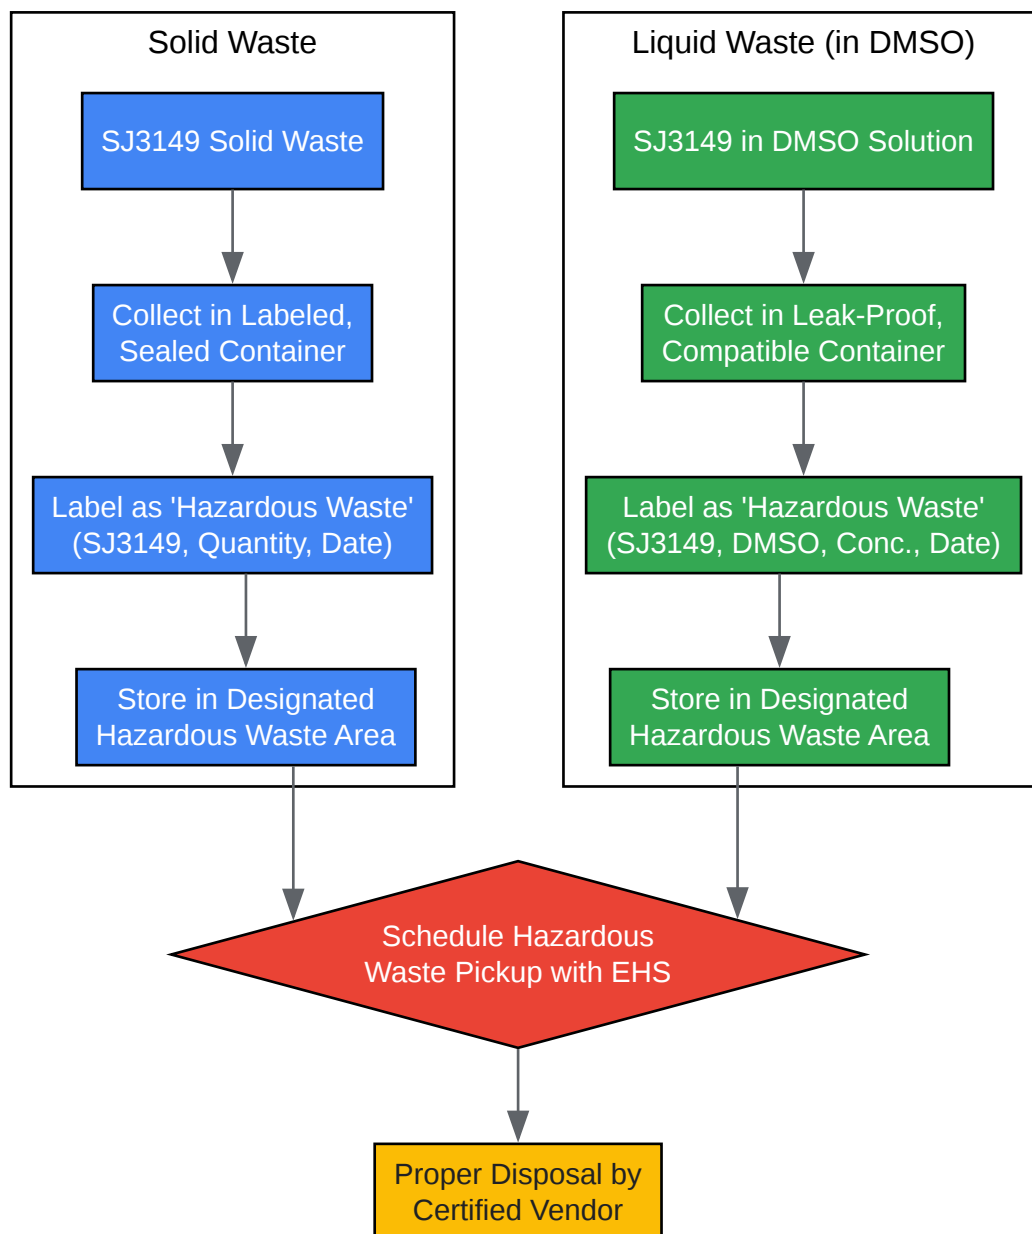 Solid Waste
SJ3149 Solid Waste
Collect in Labeled,
Sealed Container
Label as 'Hazardous Waste'
(SJ3149, Quantity, Date)
Store in Designated
Hazardous Waste Area
Liquid Waste (in DMSO)
SJ3149 in DMSO Solution
Collect in Leak-Proof,
Compatible Container
Label as 'Hazardous Waste'
(SJ3149, DMSO, Conc., Date)
Store in Designated
Hazardous Waste Area
Schedule Hazardous
Waste Pickup with EHS
Proper Disposal by
Certified Vendor